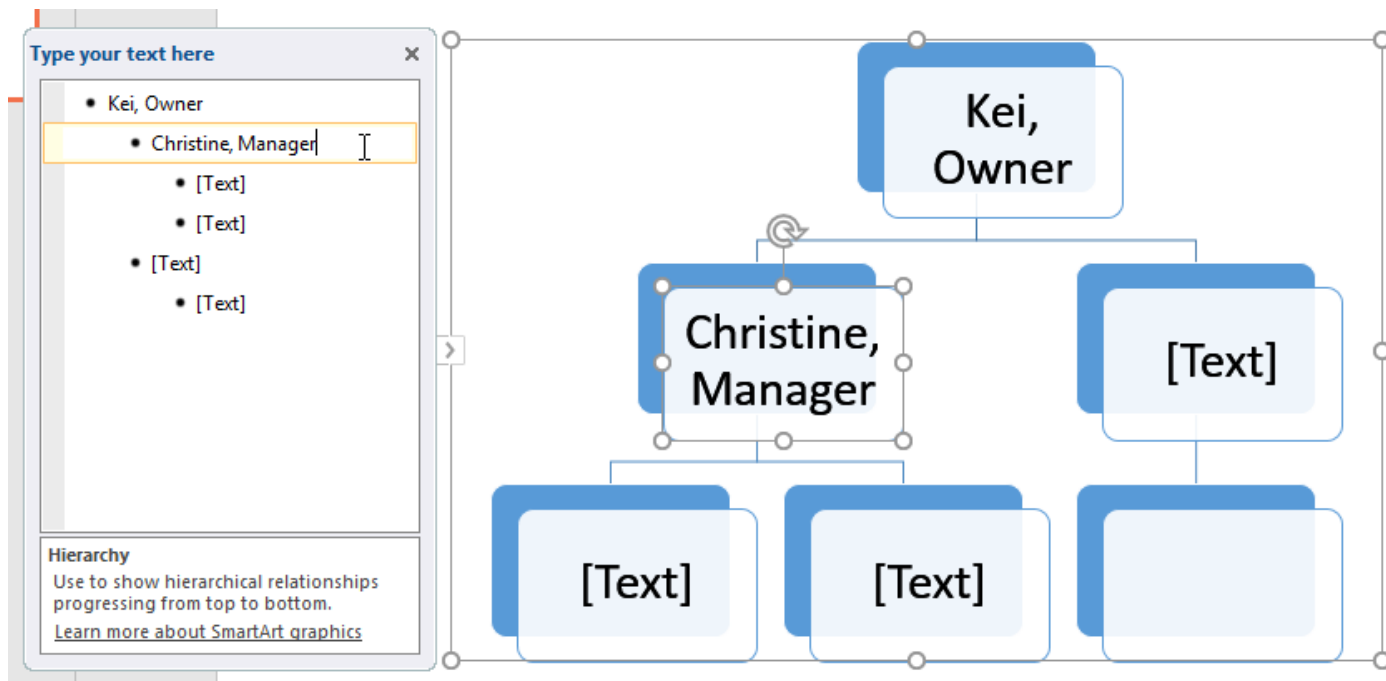 Type your text here
Kei, Owner
Christine, Manager
[Text]
[Text]
[Text]
[Text]
Hierarchy
Use to show hierarchical relationships
progressing from top to bottom.
Learn more about SmartArt graphics
Kei,
Owner
Christine,
Manager
[Text]
[Text]
[Text]